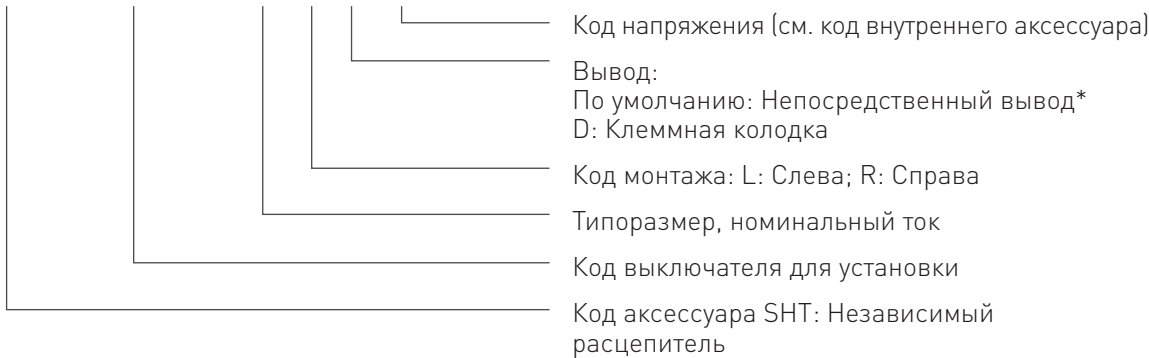 Код напряжения (см. код внутреннего аксессуара)
Вывод:
По умолчанию: Непосредственный вывод*
D: Клеммная колодка
Код монтажа: L: Слева; R: Справа
Типоразмер, номинальный ток
Код выключателя для установки
Код аксессуара SHT: Независимый
расцепитель